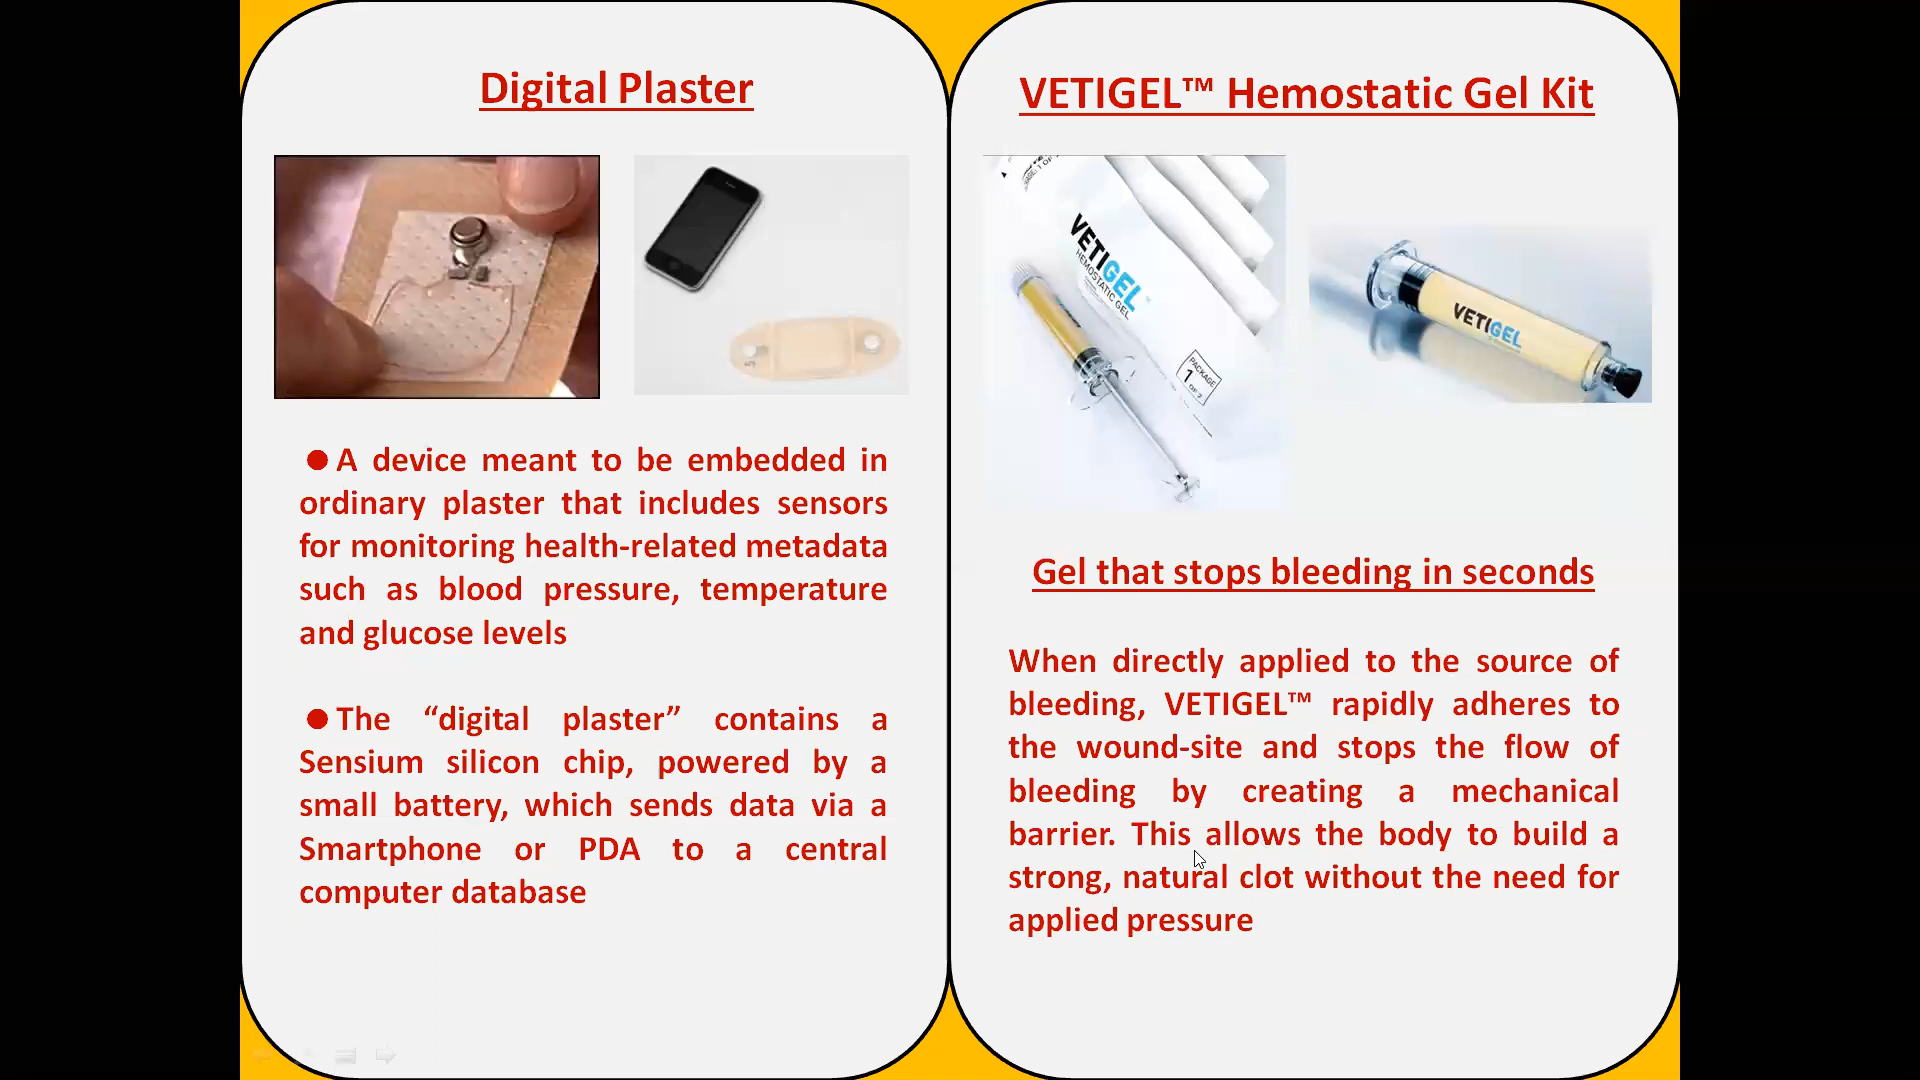 Digital Plaster
● A device meant to be embedded in
ordinary plaster that includes sensors
for monitoring health-related metadata
such as blood pressure, temperature
and glucose levels
● The “digital plaster” contains a
Sensium silicon chip, powered by a
small battery, which sends data via a
Smartphone or PDA to a central
computer database
VETIGEL™ Hemostatic Gel Kit
VETIGEL
HEMOSTATIC GEL
PACKAGE
1
OF 2
VETIGEL
Gel that stops bleeding in seconds
When directly applied to the source of
bleeding, VETIGEL™ rapidly adheres to
the wound-site and stops the flow of
bleeding by creating a mechanical
barrier. This allows the body to build a
strong, natural clot without the need for
applied pressure